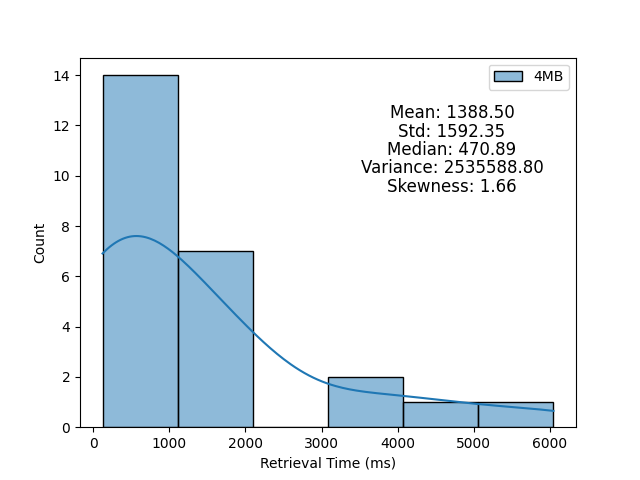 4MB
Mean: 1388.50
Std: 1592.35
Median: 470.89
Variance: 2535588.80
Skewness: 1.66
14
12
10
8
6
4
2
0
Count
0 1000 2000 3000 4000 5000 6000
Retrieval Time (ms)